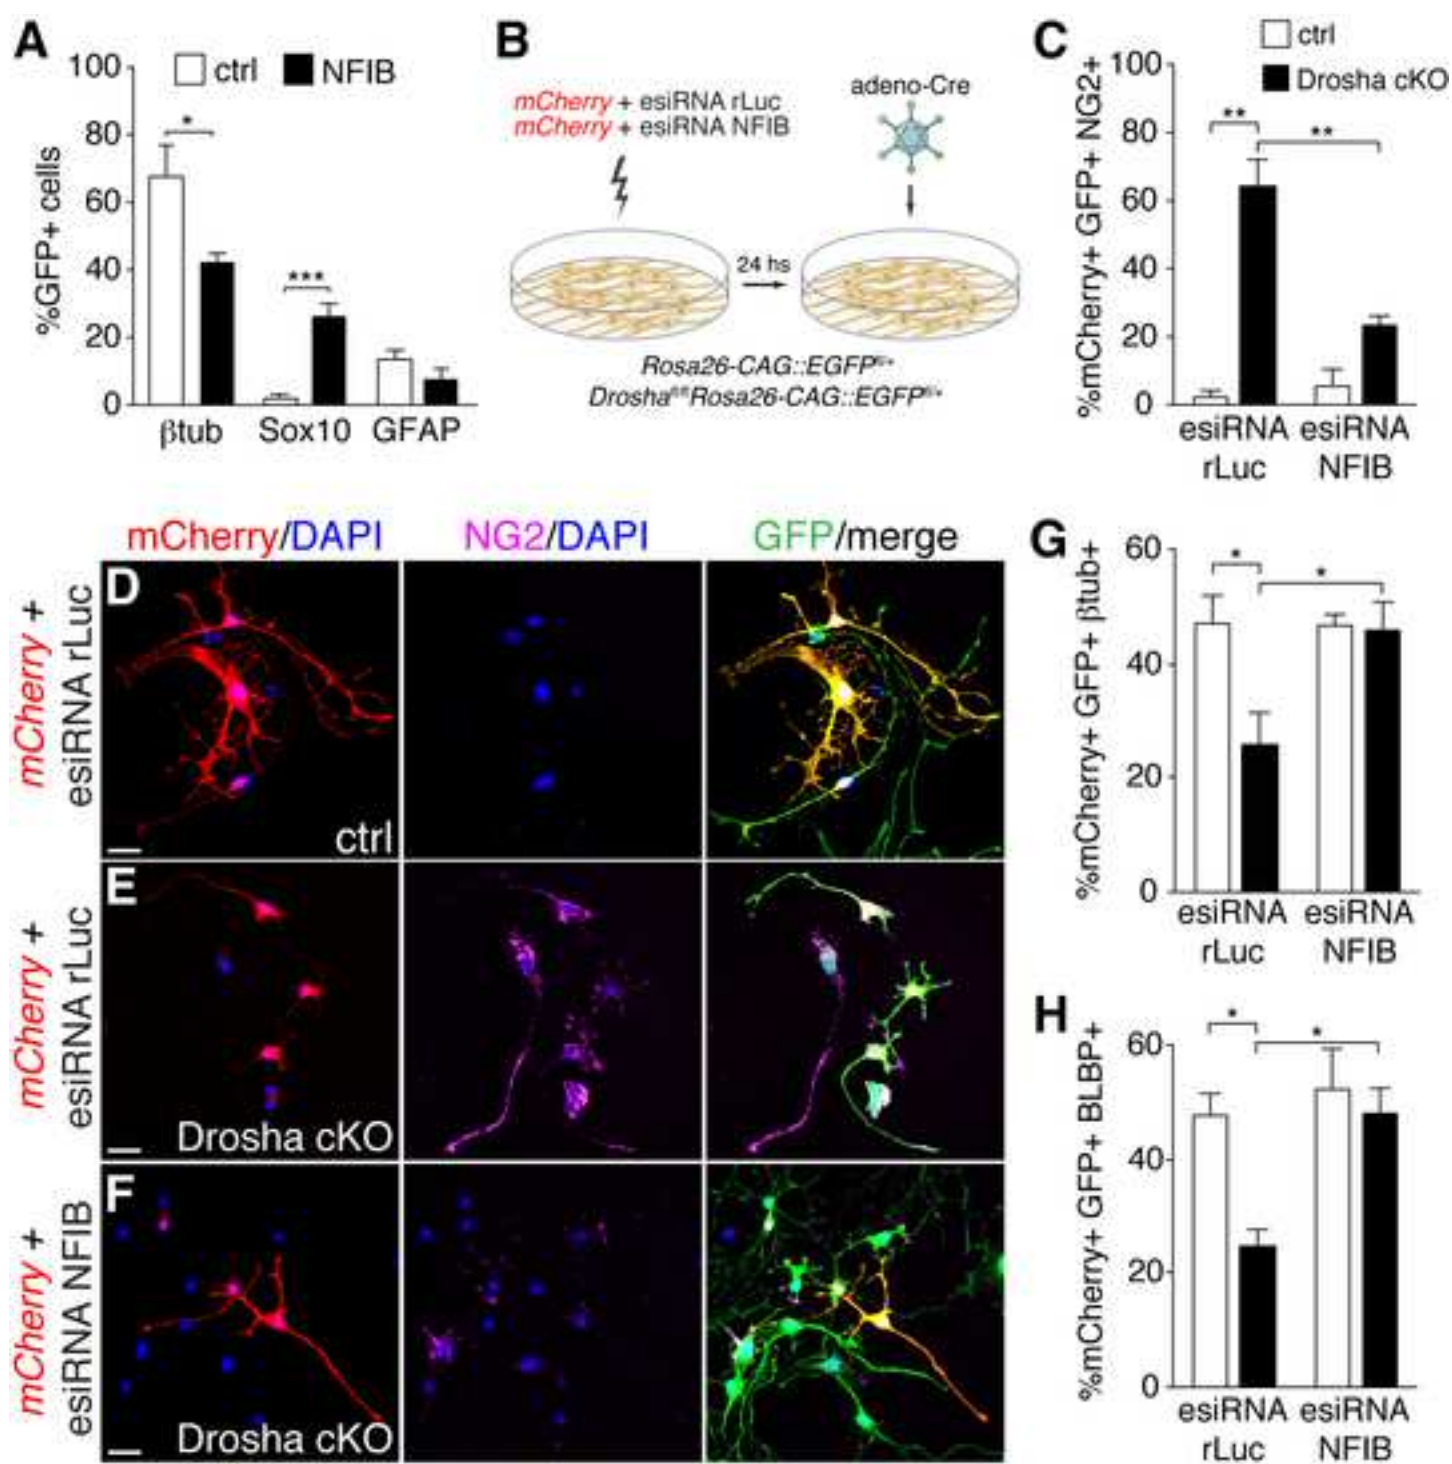 A
ctrl
NFIB
%GFP+ cells
100
80
60
40
20
0
*
***
βtub
Sox10
GFAP
B
mCherry + esiRNA rLuc
mCherry + esiRNA NFIB
adeno-Cre
24 hs
Rosa26-CAG::EGFPfl/+
Droshafl/flRosa26-CAG::EGFPfl/+
C
ctrl
Drosha cKO
%mCherry+ GFP+ NG2+
100
80
60
40
20
0
**
**
esiRNA rLuc
esiRNA NFIB
mCherry/DAPI
NG2/DAPI
GFP/merge
mCherry +
esiRNA rLuc
D
ctrl
mCherry +
esiRNA rLuc
E
Drosha cKO
mCherry +
esiRNA NFIB
F
Drosha cKO
G
%mCherry+ GFP+ βtub+
60
40
20
0
*
*
esiRNA rLuc
esiRNA NFIB
H
%mCherry+ GFP+ BLBP+
60
40
20
0
*
*
esiRNA rLuc
esiRNA NFIB